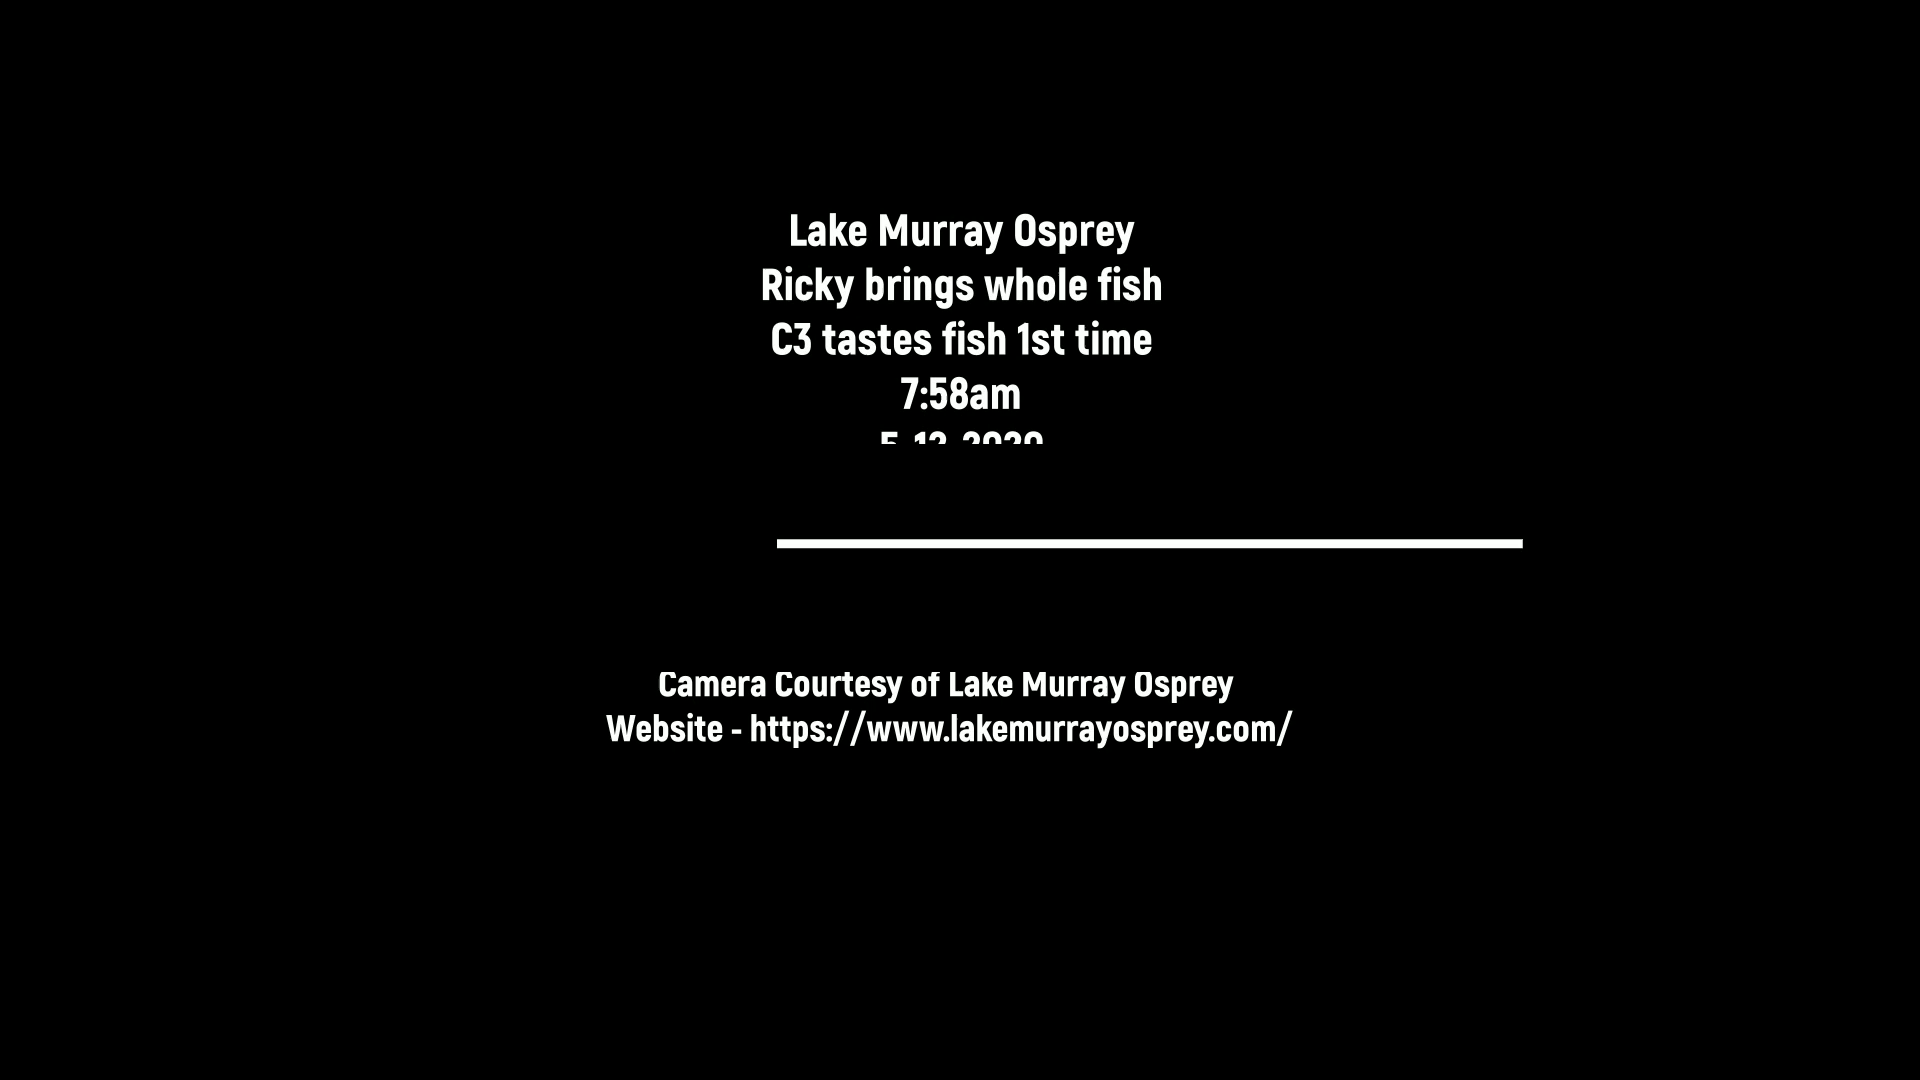 Lake Murray Osprey
Ricky brings whole fish
C3 tastes fish 1st time
7:58am
Camera Courtesy of Lake Murray Osprey
Website - https://www.lakemurrayosprey.com/